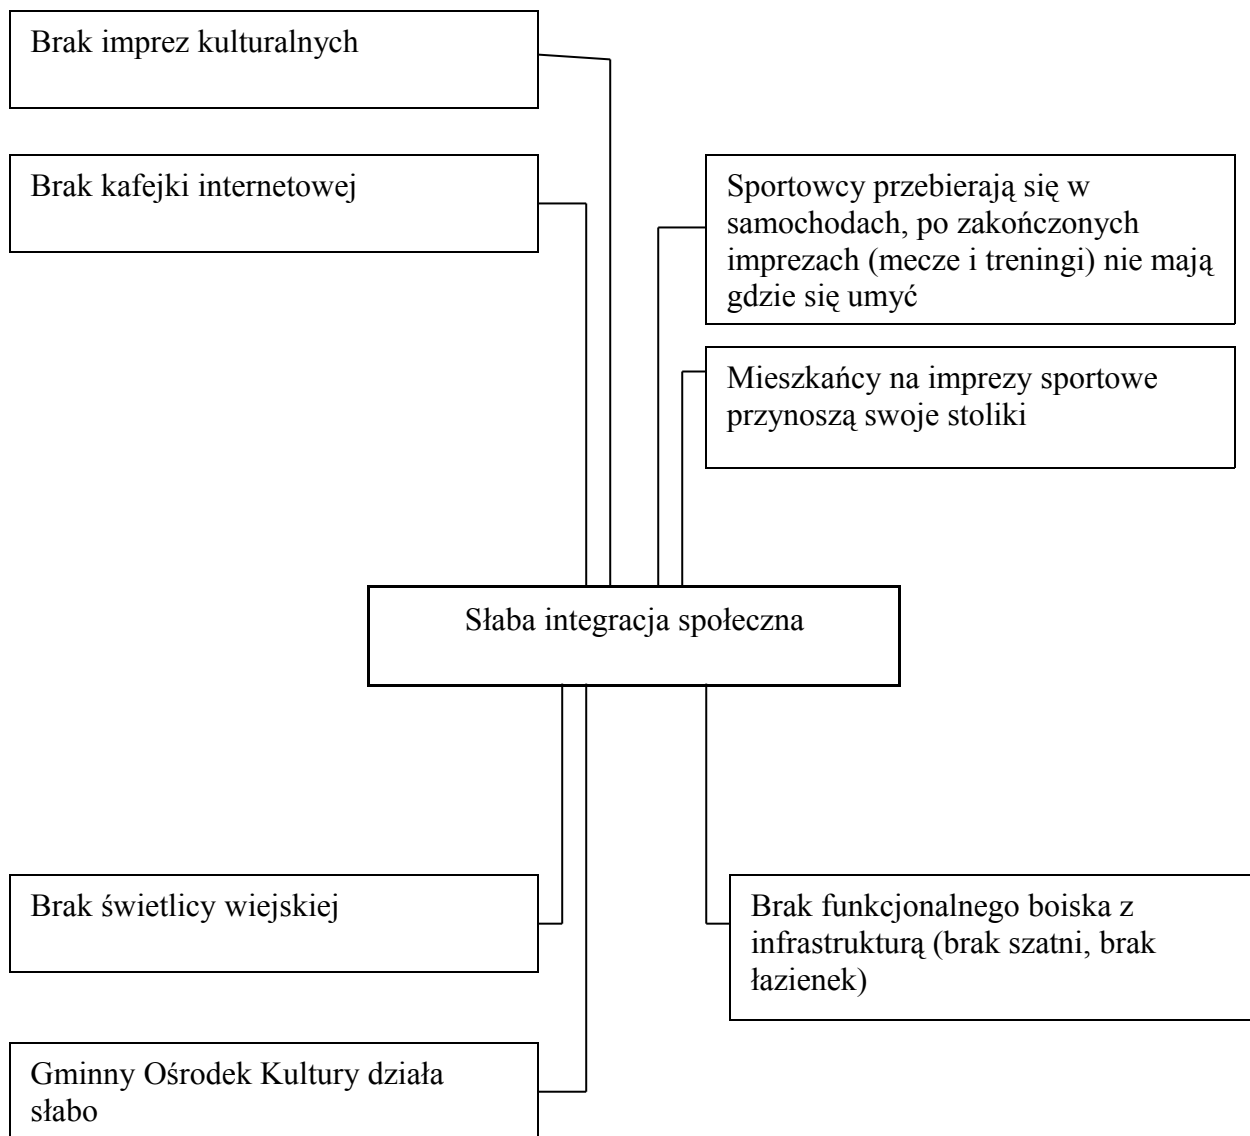 Brak imprez kulturalnych
Brak kafejki internetowej
Sportowcy przebierają się w
samochodach, po zakończonych
imprezach (mecze i treningi) nie mają
gdzie się umyć
Mieszkańcy na imprezy sportowe
przynoszą swoje stoliki
Słaba integracja społeczna
Brak świetlicy wiejskiej
Brak funkcjonalnego boiska z
infrastrukturą (brak szatni, brak
łazienek)
Gminny Ośrodek Kultury działa
słabo